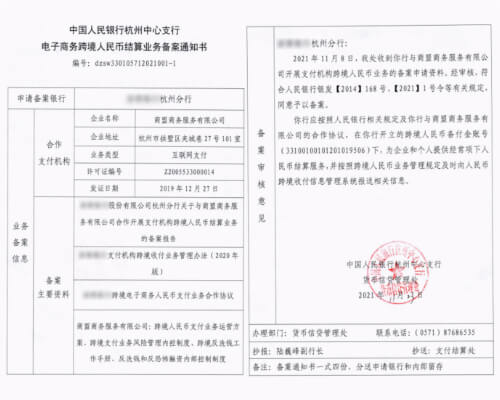 中国人民银行杭州中心支行
电子商务跨境人民币结算业务备案通知书
编号：dzsw330105712021001-1
申请备案银行
杭州分行
业务备案信息
合作支付机构
企业名称
商盟商务服务有限公司
企业地址
杭州市拱墅区夹城巷27号101室
业务类型
互联网支付
许可证编号
Z2005533000014
发证日期
2019年12月27日
备案主要资料
股份有限公司杭州分行关于与商盟商务服
务有限公司合作开展支付机构跨境人民币结算业务
的备案报告
支付机构跨境收付业务管理办法（2020年
版）
跨境电子商务人民币支付业务合作协议
商盟商务服务有限公司：跨境人民币支付业务运营方
案、跨境支付业务风险管理内控制度、跨境反洗钱工
作手册、反洗钱和反恐怖融资内部控制制度
备案审核意见
杭州分行：
2021年11月8日，我处收到你行与商盟商务服务有限公
司开展支付机构跨境人民币业务的备案申请资料。经审核，符
合人民银行银发【2014】168号、【2021】1号令等有关规定，
同意予以备案。
你行应按照人民银行相关规定及你行与商盟商务服务有限
公司的合作协议，在你行开立的跨境人民币备付金账号
（3310010010120101950​6）下，为企业和个人提供经常项下人
民币结算服务，并按照跨境业务管理规定及时向人民币
跨境收付信息管理系统报送相关信息。
中国人民银行杭州中心支行
货币信贷管理处
2021年11月12日
承办部门：货币信贷管理处
联系电话：（0571）87686535
抄报：陆巍峰副行长
抄送：支付结算处
备注：备案通知书一式四份，分送申请银行和内部留存